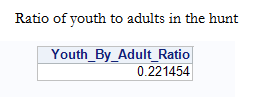 Ratio of youth to adults in the hunt
Youth_By_Adult_Ratio
0.221454